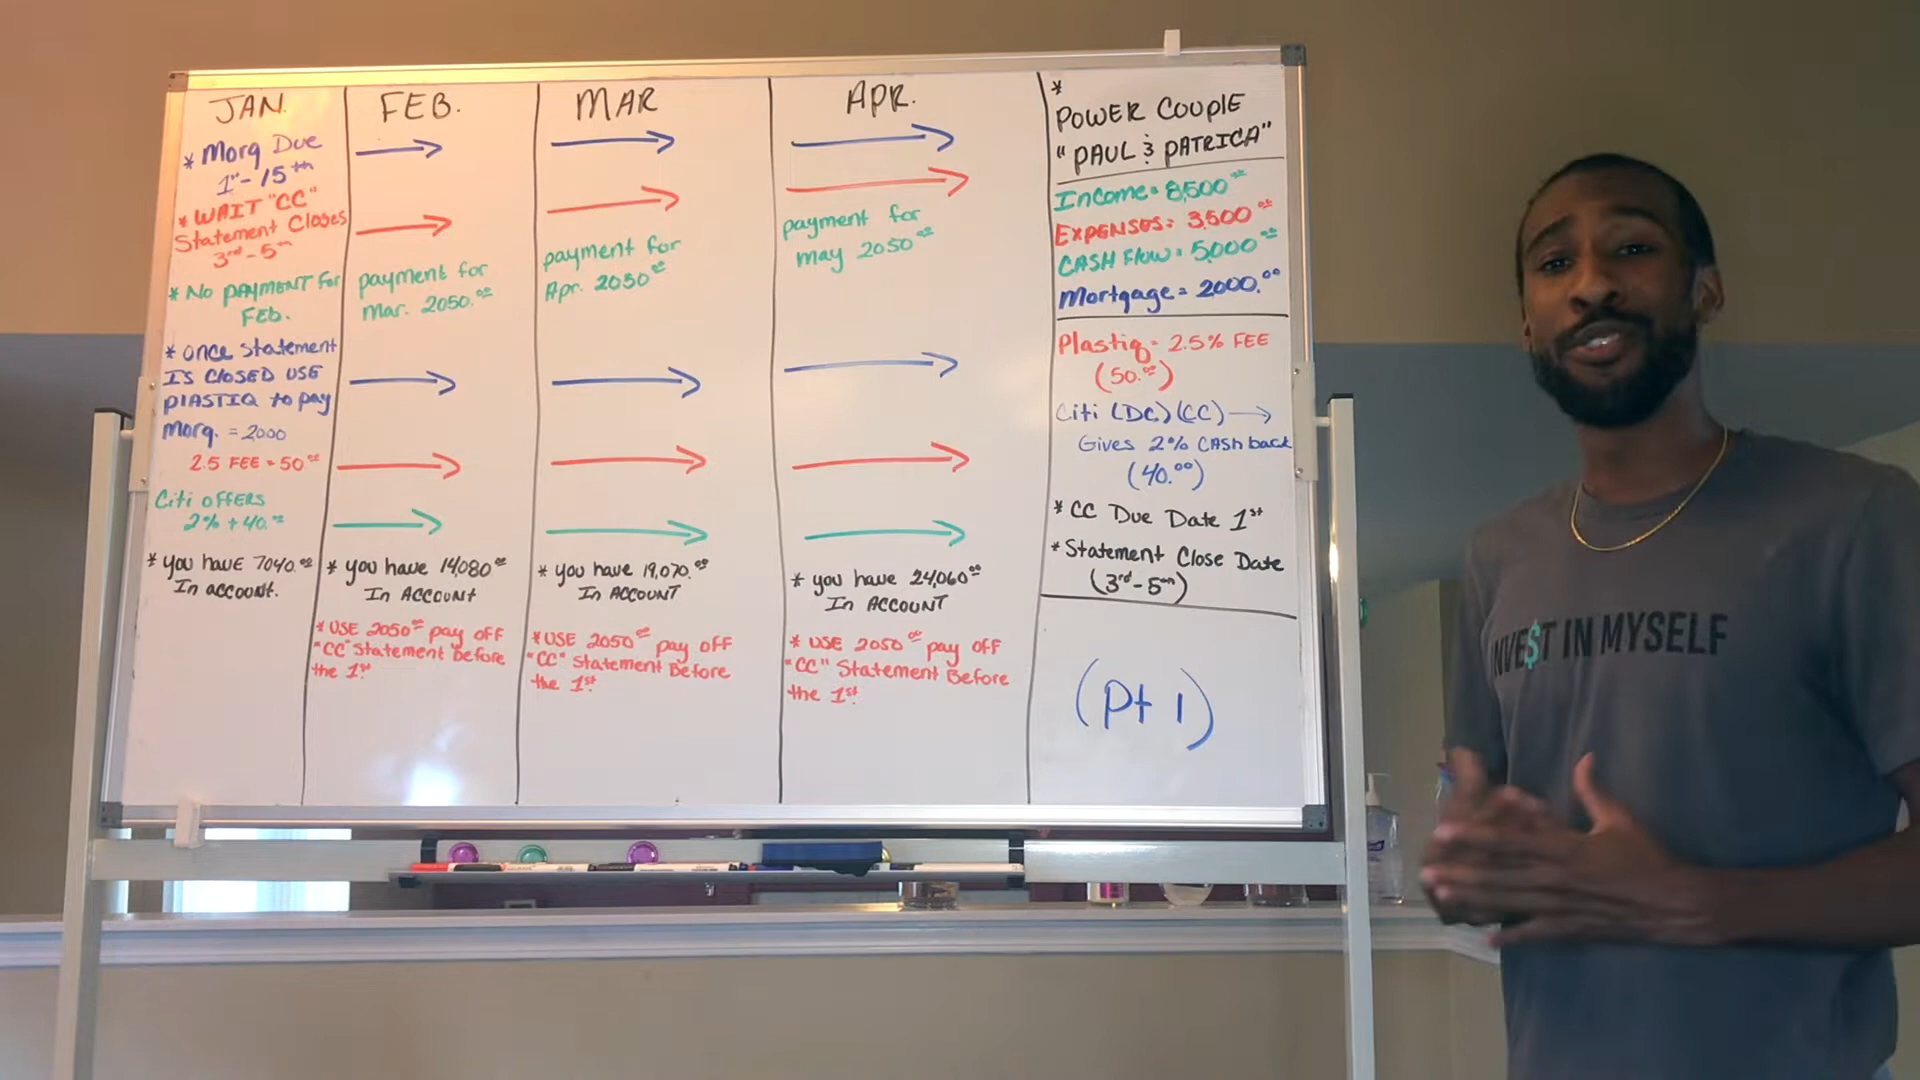 JAN.
* Morg Due
1st - 15th
* WAIT "CC"
Statement Closes
3rd - 5th
* NO PAYMENT For
FEB.
* Once Statement
IS CLOSED USE
PLASTIQ to pay
Morg. = 2000
2.5 FEE = 50.00
Citi OFFERS
2% + 40.00
* you have 7040.00
In account.
FEB.
payment for
Mar. 2050.00
* you have 14,080.00
In ACCOUNT
* USE 2050.00 pay off
"CC" Statement Before
the 1st
MAR
payment for
Apr. 2050.00
* you have 19,070.00
In ACCOUNT
* USE 2050.00 pay off
"CC" Statement Before
the 1st.
APR.
payment for
may 2050.00
* you have 24,060.00
In ACCOUNT
* USE 2050.00 pay off
"CC" Statement Before
the 1st.
*
POWER COUPLE
"PAUL & PATRICA"
Income = 8,500.00
EXPENSES: 3,500.00
CASH Flow = 5,000.00
Mortgage = 2000.00
Plastiq - 2.5% FEE
(50.00)
Citi (DC) (CC) →
Gives 2% CASH back
(40.00)
* CC Due Date 1st
* Statement Close Date
(3rd - 5th)
(Pt 1)
INVE$T IN MYSELF